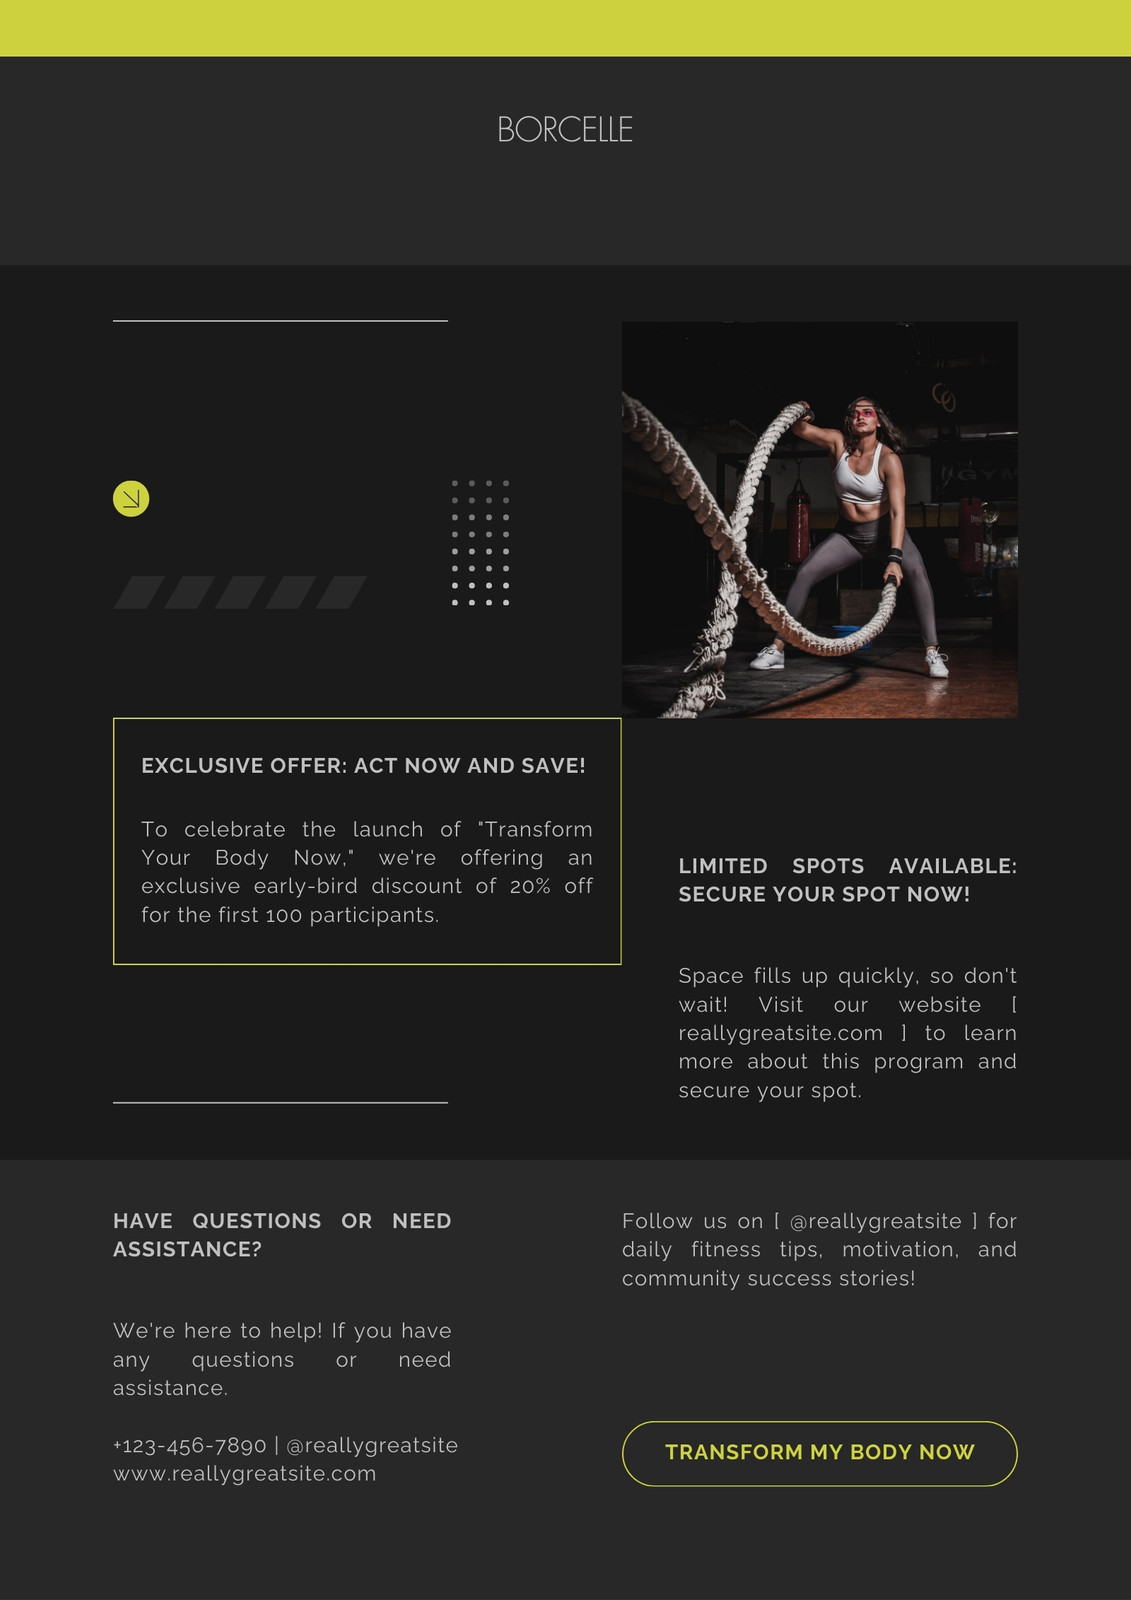 BORCELLE
GYM
EXCLUSIVE OFFER: ACT NOW AND SAVE!
To celebrate the launch of "Transform
Your Body Now," we're offering an
exclusive early-bird discount of 20% off
for the first 100 participants.
LIMITED SPOTS AVAILABLE:
SECURE YOUR SPOT NOW!
Space fills up quickly, so don't
wait! Visit our website [
reallygreatsite.com ] to learn
more about this program and
secure your spot.
HAVE QUESTIONS OR NEED
ASSISTANCE?
We're here to help! If you have
any questions or need
assistance.
+123-456-7890 | @reallygreatsite
www.reallygreatsite.com
Follow us on [ @reallygreatsite ] for
daily fitness tips, motivation, and
community success stories!
TRANSFORM MY BODY NOW